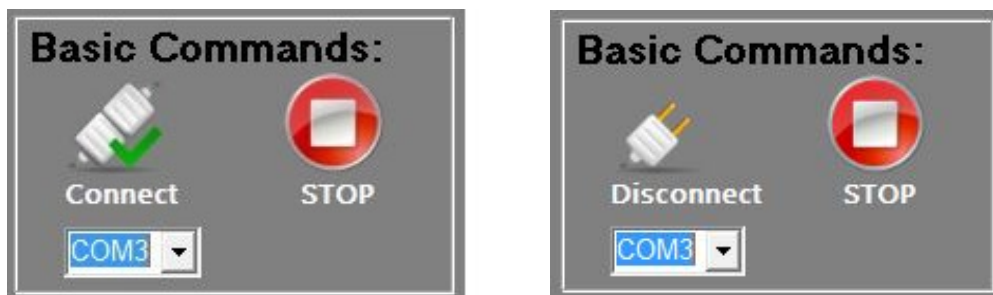 Basic Commands:
Connect STOP
COM3
Basic Commands:
Disconnect STOP
COM3